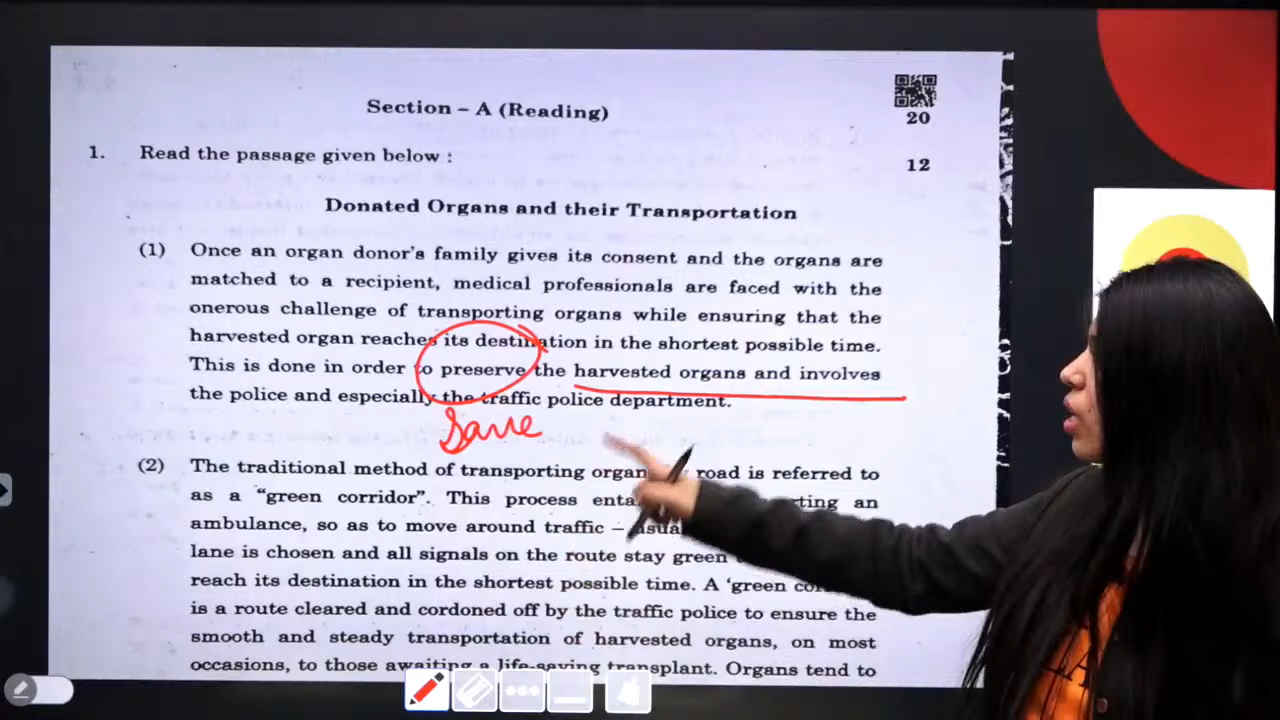 Section – A (Reading)
20
1. Read the passage given below :
12
Donated Organs and their Transportation
(1) Once an organ donor's family gives its consent and the organs are
matched to a recipient, medical professionals are faced with the
onerous challenge of transporting organs while ensuring that the
harvested organ reaches its destination in the shortest possible time.
This is done in order to preserve the harvested organs and involves
the police and especially the traffic police department.
Save
(2) The traditional method of transporting organs road is referred to
as a "green corridor". This process an
ambulance, so as to move around traffic –
lane is chosen and all signals on the route stay green
reach its destination in the shortest possible time. A 'green
is a route cleared and cordoned off by the traffic police to ensure the
smooth and steady transportation of harvested organs, on most
occasions, to those awaiting a life-saving transplant. Organs tend to